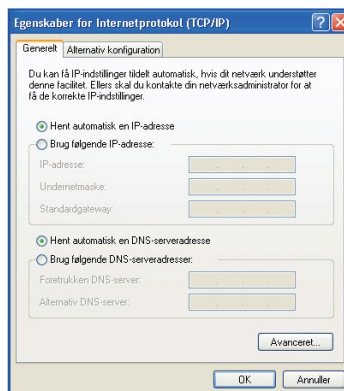 Egenskaber for Internetprotokol (TCP/IP)
Generelt Alternativ konfiguration
Du kan få IP-indstillinger tildelt automatisk, hvis dit netværk understøtter
denne facilitet. Ellers skal du kontakte din netværksadministrator for at
få de korrekte IP-indstillinger.
Hent automatisk en IP-adresse
Brug følgende IP-adresse:
IP-adresse:
Undernetmaske:
Standardgateway:
Hent automatisk en DNS-serveradresse
Brug følgende DNS-serveradresser:
Foretrukken DNS-server:
Alternativ DNS-server:
Avanceret...
OK Annuller